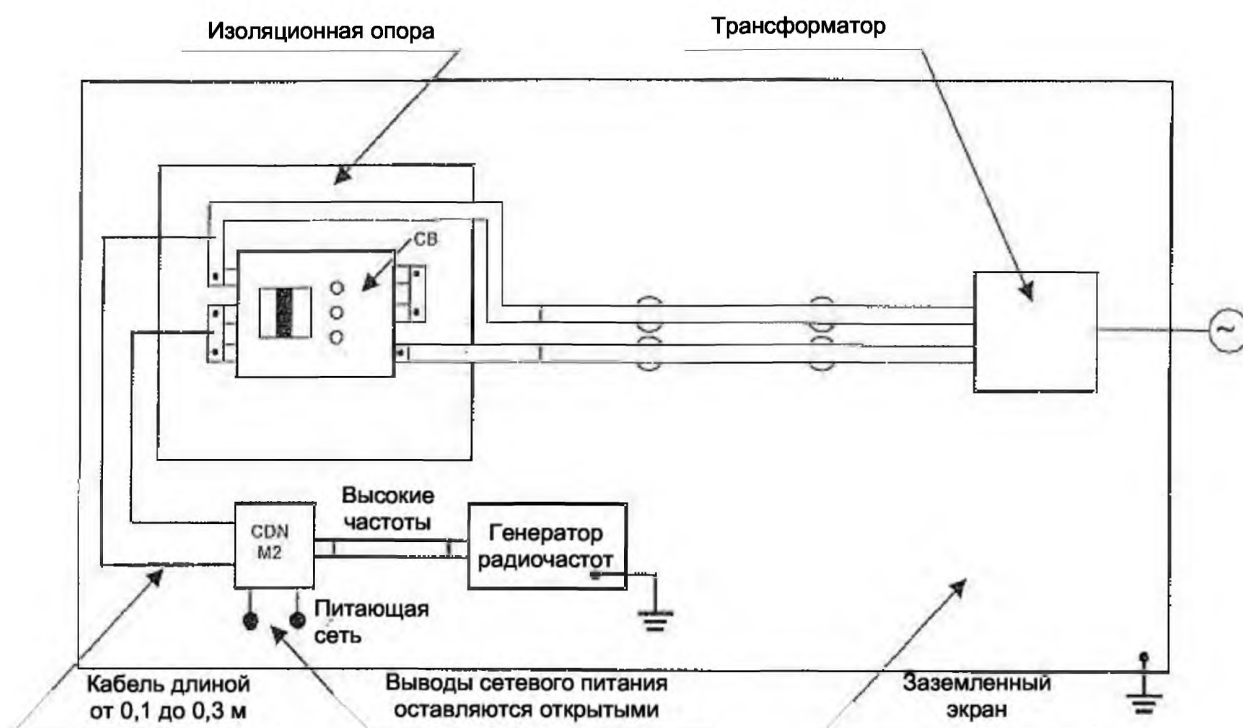 Изоляционная опора
Трансформатор
CB
Высокие
частоты
CDN
M2
Генератор
радиочастот
Питающая
сеть
Кабель длиной
от 0,1 до 0,3 м
Выводы сетевого питания
оставляются открытыми
Заземленный
экран